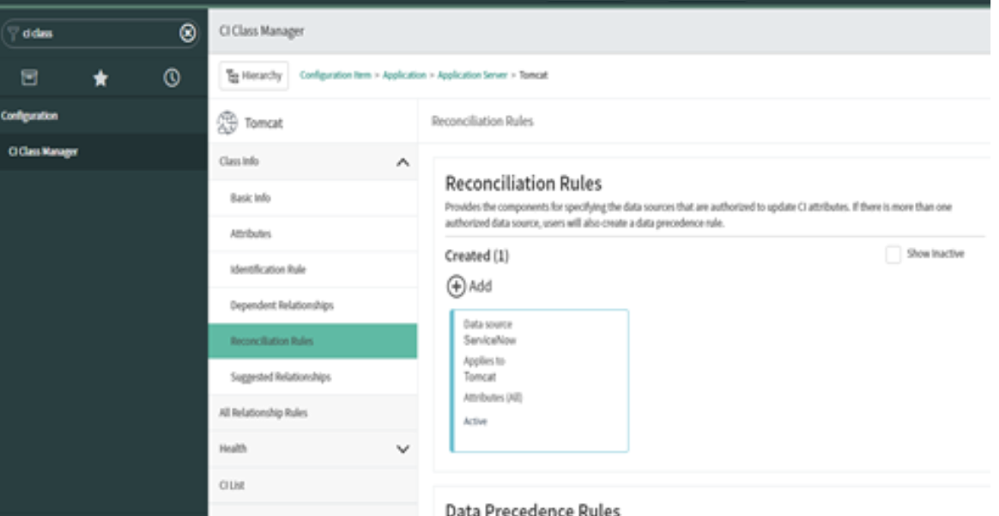 ci class
Configuration
CI Class Manager
CI Class Manager
Hierarchy
Configuration Item > Application > Application Server > Tomcat
Tomcat
Class Info
Basic Info
Attributes
Identification Rule
Dependent Relationships
Reconciliation Rules
Suggested Relationships
All Relationship Rules
Health
CI List
Reconciliation Rules
Reconciliation Rules
Provides the components for specifying the data sources that are authorized to update CI attributes. If there is more than one
authorized data source, users will also create a data precedence rule.
Created (1)
Show Inactive
Add
Data source
ServiceNow
Applies to
Tomcat
Attributes (All)
Active
Data Precedence Rules